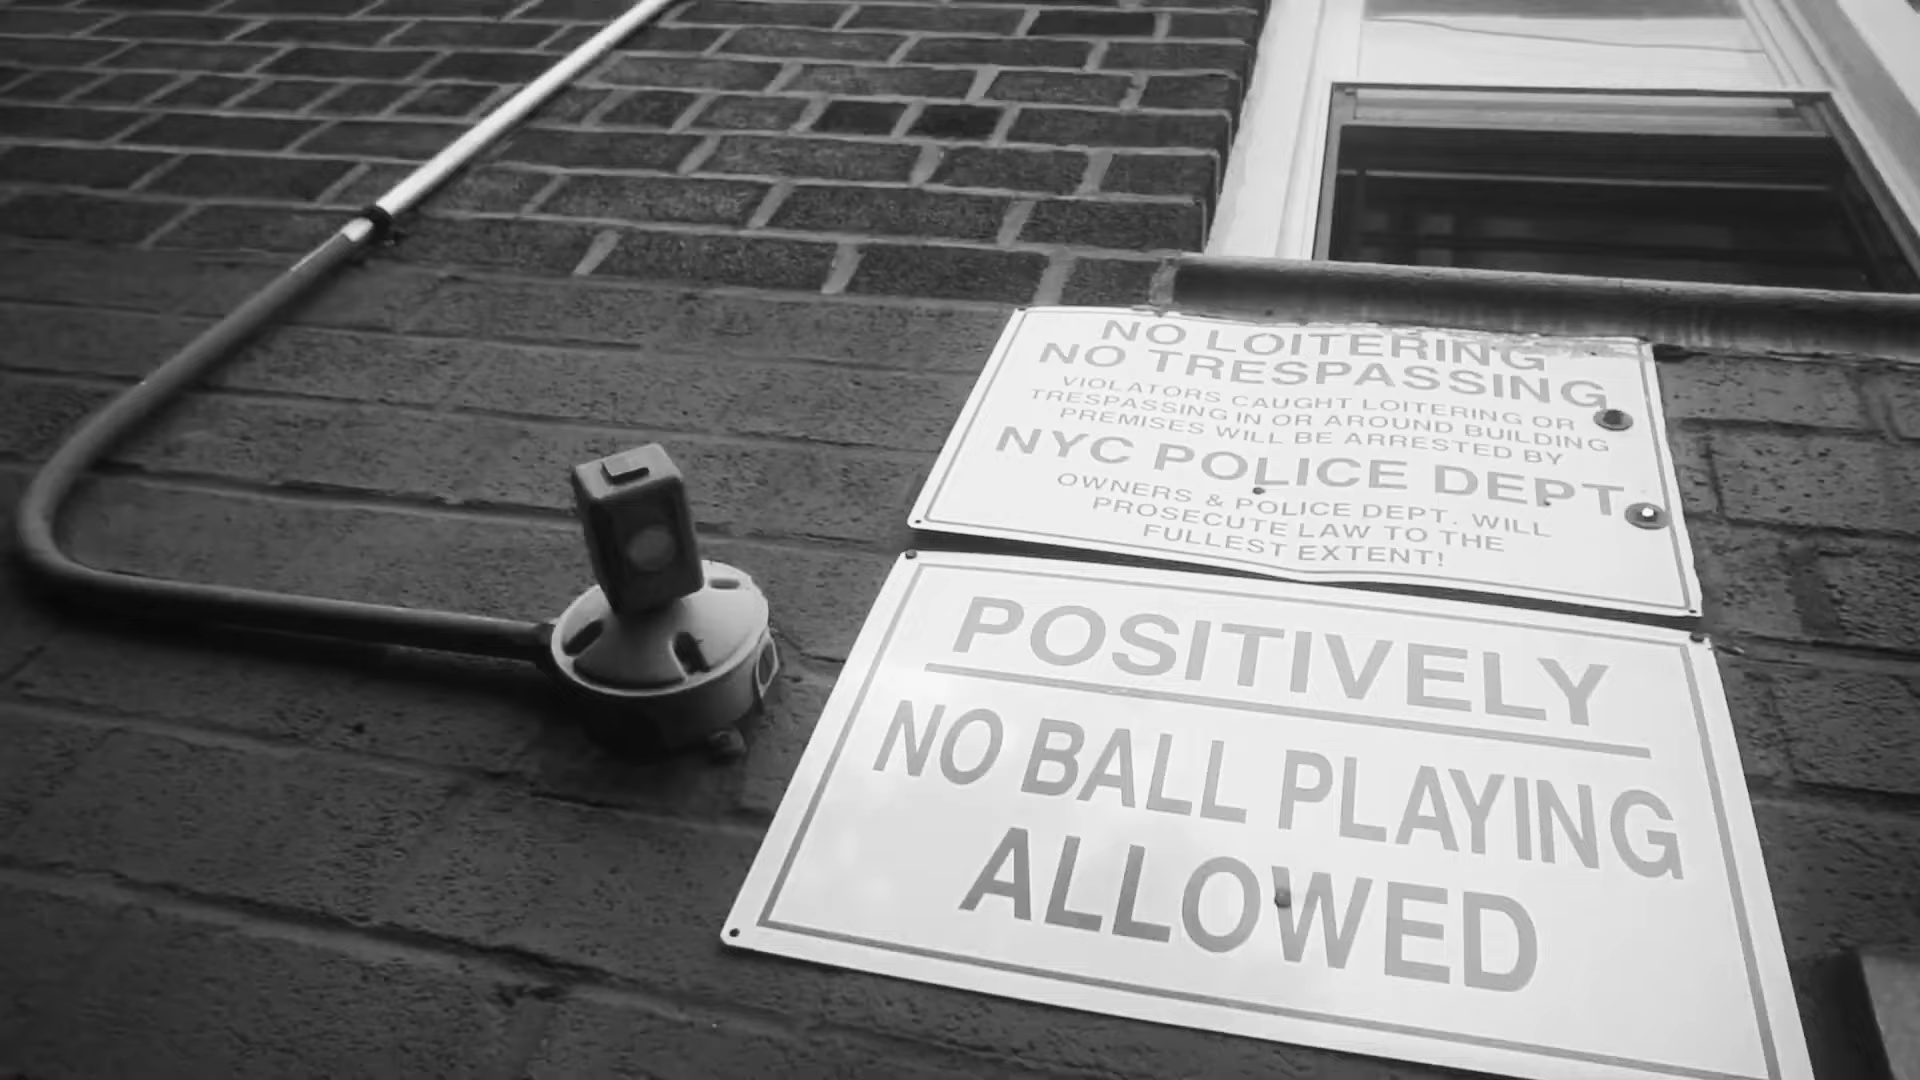 NO LOITERING
NO TRESPASSING
VIOLATORS CAUGHT LOITERING OR
TRESPASSING IN OR AROUND BUILDING
PREMISES WILL BE ARRESTED BY
NYC POLICE DEPT.
OWNERS & POLICE DEPT. WILL
PROSECUTE LAW TO THE
FULLEST EXTENT!
POSITIVELY
NO BALL PLAYING
ALLOWED